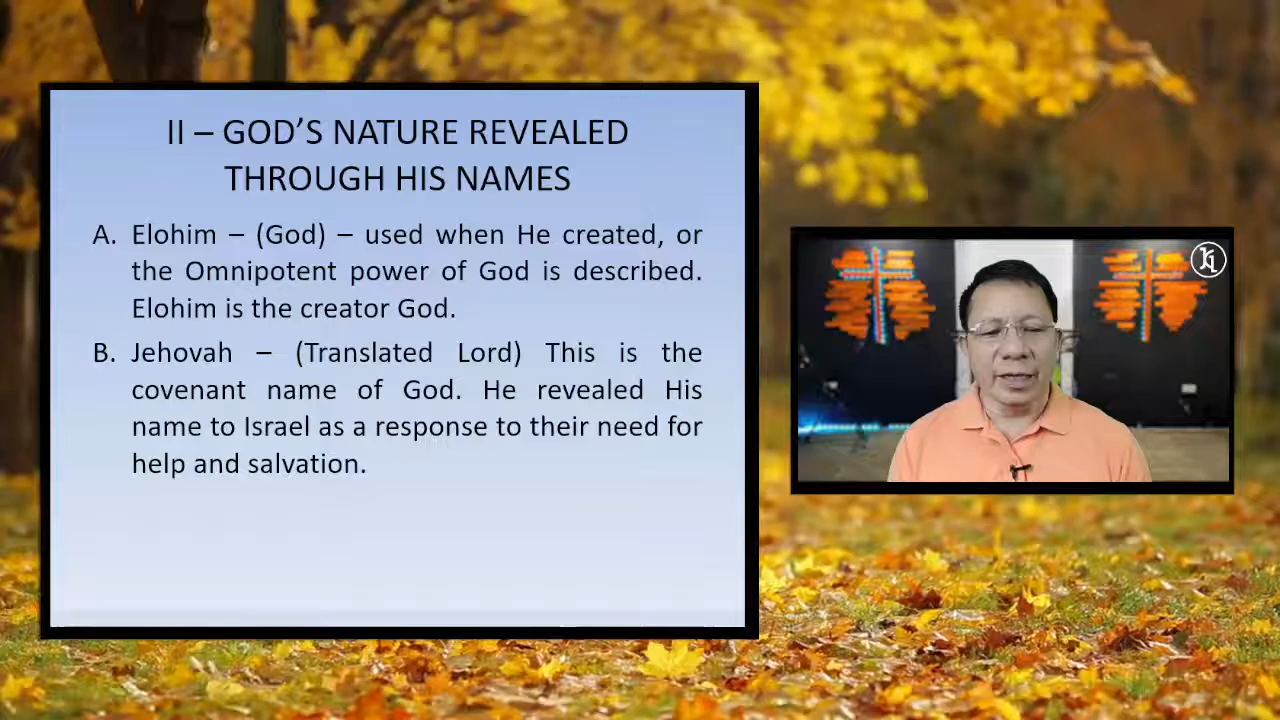 II – GOD’S NATURE REVEALED
THROUGH HIS NAMES
A. Elohim – (God) – used when He created, or
the Omnipotent power of God is described.
Elohim is the creator God.
B. Jehovah – (Translated Lord) This is the
covenant name of God. He revealed His
name to Israel as a response to their need for
help and salvation.